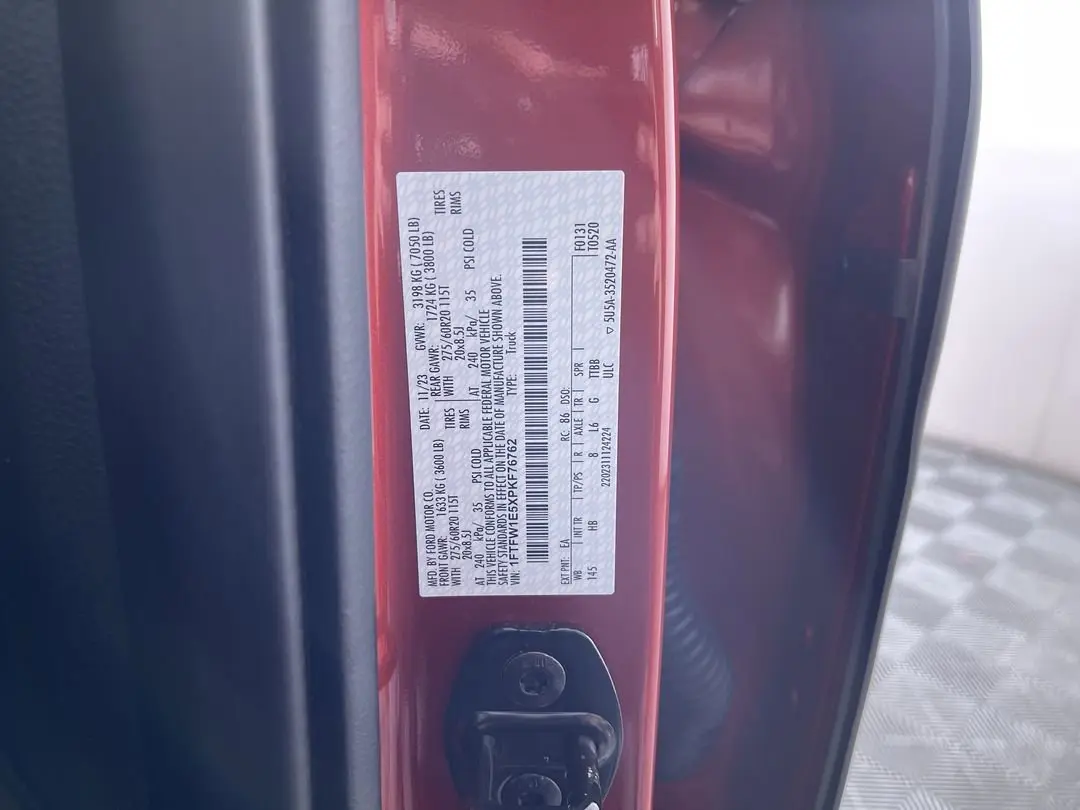 MFD. BY FORD MOTOR CO. DATE: 11/23 GVWR: 3198 KG ( 7050 LB)
FRONT GAWR: 1633 KG ( 3600 LB) REAR GAWR: 1724 KG ( 3800 LB)
WITH 275/60R20 115T TIRES WITH 275/60R20 115T TIRES
20x8.5J RIMS 20x8.5J RIMS
AT 240 kPa/ 35 PSI COLD AT 240 kPa/ 35 PSI COLD
THIS VEHICLE CONFORMS TO ALL APPLICABLE FEDERAL MOTOR VEHICLE
SAFETY STANDARDS IN EFFECT ON THE DATE OF MANUFACTURE SHOWN ABOVE.
VIN: 1FTFW1E5XPKF76762 TYPE: Truck
EXT PNT: EA RC: 86 DSO: F0131
WB INT TR TP/PS R AXLE TR SPR T0520
145 HB B L6 G TTBB
220231124224 ULC 5U5A-3520472-AA